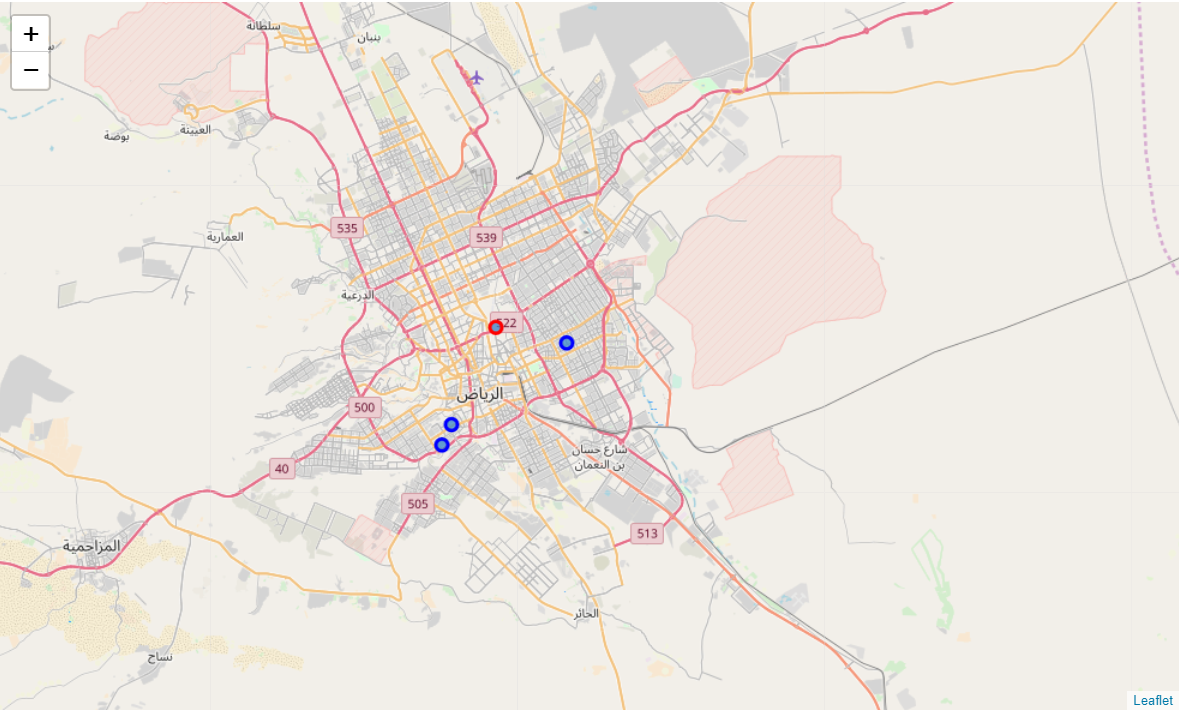 +
−
سلطانة
بنبان
العيينة
بوضة
535
العمارية
539
الدرعية
522
الرياض
500
شارع حسان
بن النعمان
40
505
513
المزاحمية
الحائر
نساح
Leaflet